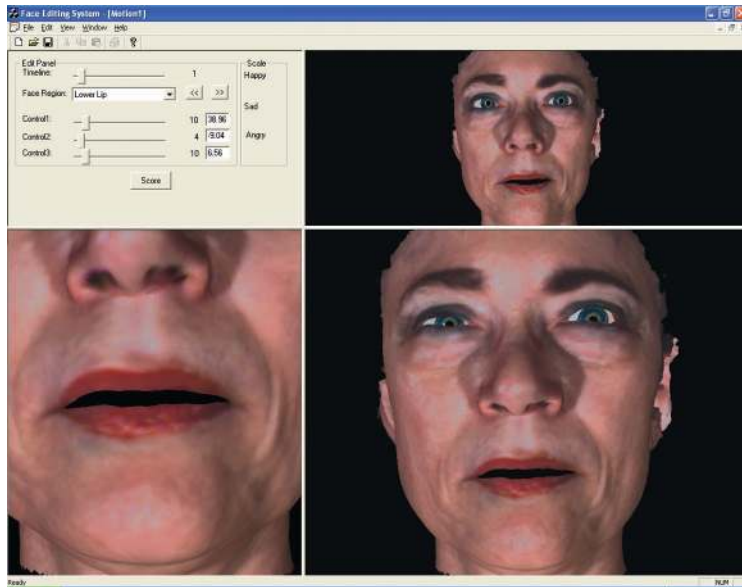 Face Editing System - [Motion1]
File Edit View Window Help
Edit Panel
Timeline: 1
Face Region: Lower Lip << >>
Control1: 10 38.96
Control2: 4 -9.04
Control3: 10 6.56
Scale
Happy
Sad
Angry
Score
Ready NUM